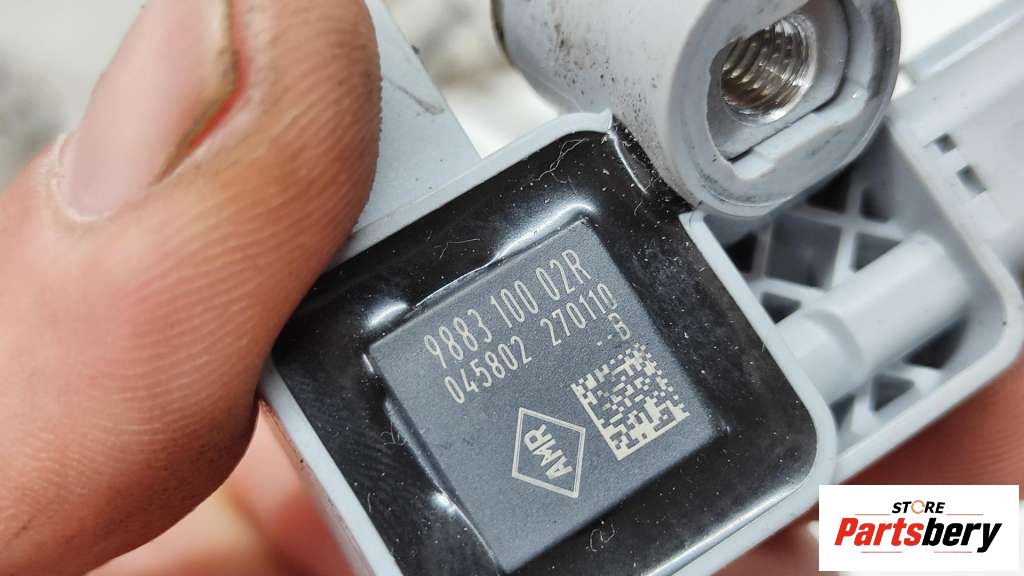 9883 100 02R
045802 270110
B
AMR
STORE
Partsbery